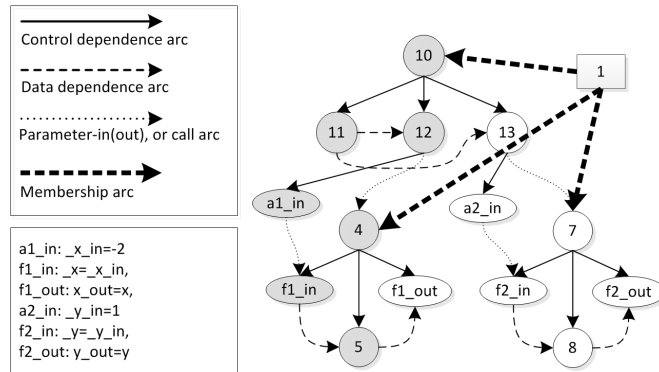 Control dependence arc
Data dependence arc
Parameter-in(out), or call arc
Membership arc
a1_in: _x_in=-2
f1_in: _x=_x_in,
f1_out: x_out=x,
a2_in: _y_in=1
f2_in: _y=_y_in,
f2_out: y_out=y
10
1
11
12
13
a1_in
a2_in
4
7
f1_in
f1_out
f2_in
f2_out
5
8